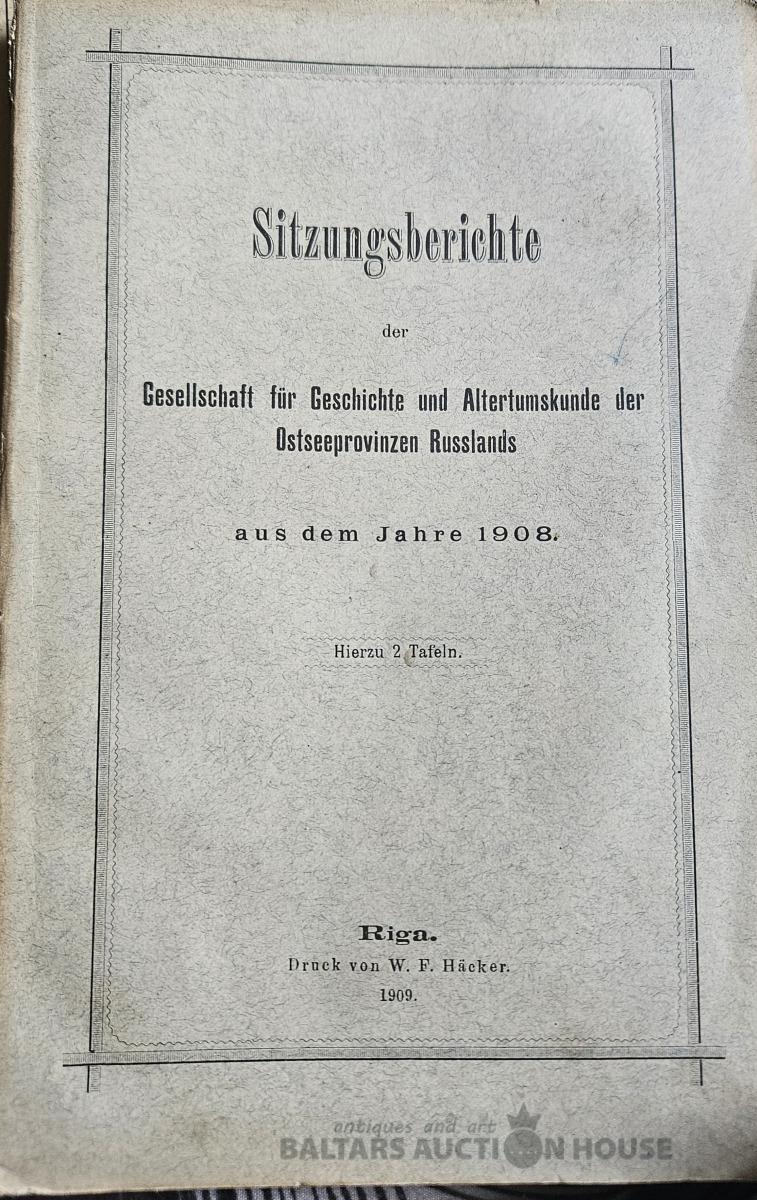 Sitzungsberichte
der
Gesellschaft für Geschichte und Altertumskunde der
Ostseeprovinzen Russlands
aus dem Jahre 1908.
Hierzu 2 Tafeln.
Riga.
Druck von W. F. Häcker.
1909.
antiques and art
BALTARS AUCTION HOUSE